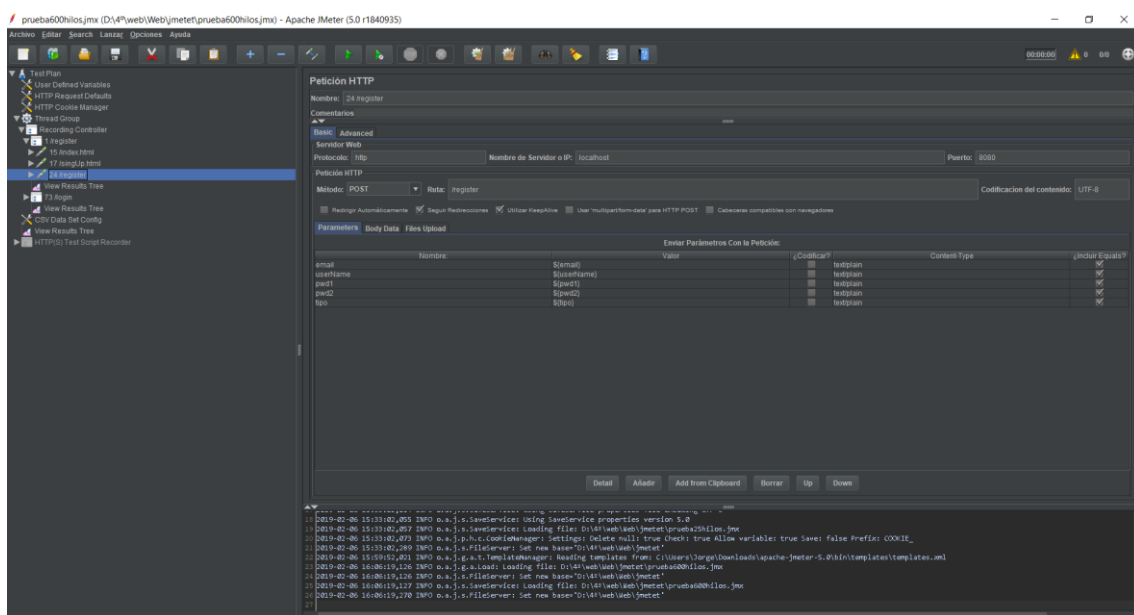 prueba600hilos.jmx (D:\4º\web\Web\jmetet\prueba600hilos.jmx) - Apache JMeter (5.0 r1840935)
Archivo Editar Search Lanzar Opciones Ayuda
00:00:00 0 0/0
Test Plan
User Defined Variables
HTTP Request Defaults
HTTP Cookie Manager
Thread Group
Recording Controller
1 /register
15 /index.html
17 /singUp.html
24 /register
View Results Tree
73 /login
View Results Tree
CSV Data Set Config
View Results Tree
HTTP(S) Test Script Recorder
Petición HTTP
Nombre: 24 /register
Comentarios
Basic Advanced
Servidor Web
Protocolo: http Nombre de Servidor o IP: localhost Puerto: 8080
Petición HTTP
Método: POST Ruta: /register Codificacion del contenido: UTF-8
Redirigir Automáticamente Seguir Redirecciones Utilizar KeepAlive Usar 'multipart/form-data' para HTTP POST Cabeceras compatibles con navegadores
Parameters Body Data Files Upload
Enviar Parámetros Con la Petición:
Nombre: Valor ¿Codificar? Content-Type ¿Incluir Equals?
email ${email} text/plain
userName ${userName} text/plain
pwd1 ${pwd1} text/plain
pwd2 ${pwd2} text/plain
tipo ${tipo} text/plain
Detail Añadir Add from Clipboard Borrar Up Down
18 2019-02-06 15:33:02,055 INFO o.a.j.s.SaveService: Using SaveService properties version 5.0
19 2019-02-06 15:33:02,057 INFO o.a.j.s.SaveService: Loading file: D:\4º\web\Web\jmetet\prueba25hilos.jmx
20 2019-02-06 15:33:02,073 INFO o.a.j.p.h.c.CookieManager: Settings: Delete null: true Check: true Allow variable: true Save: false Prefix: COOKIE_
21 2019-02-06 15:33:02,289 INFO o.a.j.s.FileServer: Set new base='D:\4º\web\Web\jmetet'
22 2019-02-06 15:59:52,021 INFO o.a.j.g.a.t.TemplateManager: Reading templates from: C:\Users\Jorge\Downloads\apache-jmeter-5.0\bin\templates\templates.xml
23 2019-02-06 16:06:19,126 INFO o.a.j.g.a.Load: Loading file: D:\4º\web\Web\jmetet\prueba600hilos.jmx
24 2019-02-06 16:06:19,126 INFO o.a.j.s.FileServer: Set new base='D:\4º\web\Web\jmetet'
25 2019-02-06 16:06:19,127 INFO o.a.j.s.SaveService: Loading file: D:\4º\web\Web\jmetet\prueba600hilos.jmx
26 2019-02-06 16:06:19,270 INFO o.a.j.s.FileServer: Set new base='D:\4º\web\Web\jmetet'
27